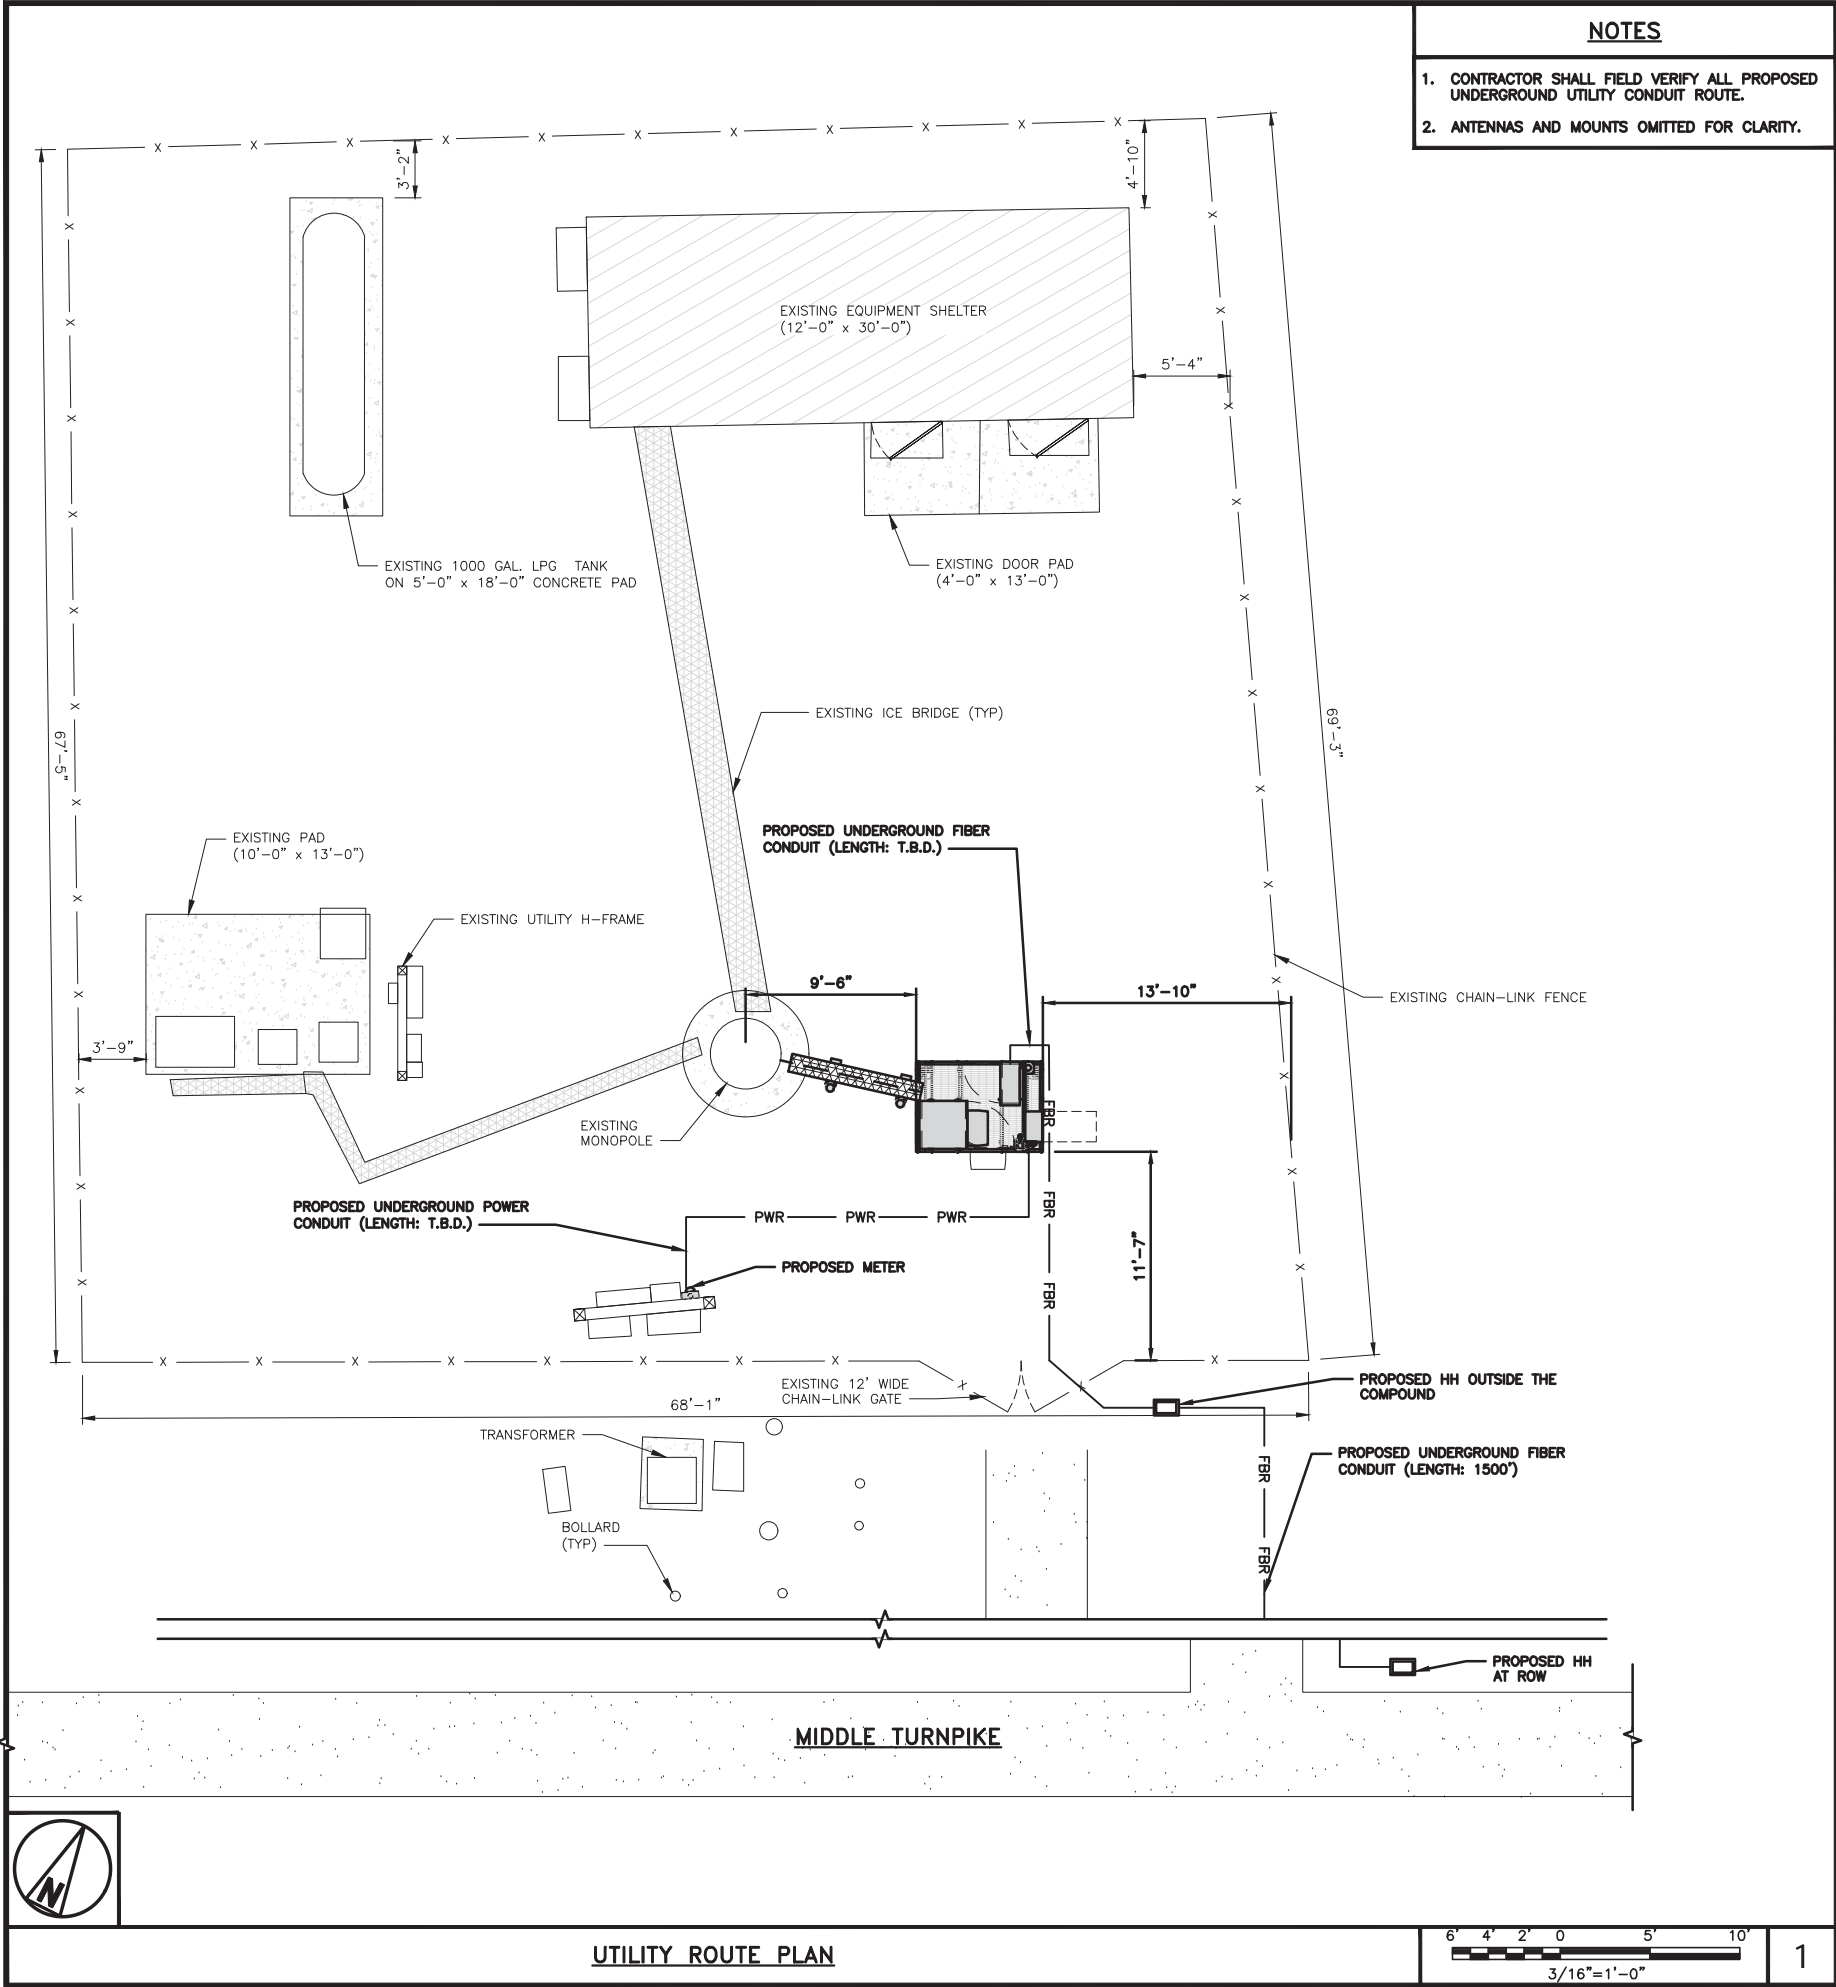 NOTES
1. CONTRACTOR SHALL FIELD VERIFY ALL PROPOSED
UNDERGROUND UTILITY CONDUIT ROUTE.
2. ANTENNAS AND MOUNTS OMITTED FOR CLARITY.
3'-2"
4'-10"
EXISTING EQUIPMENT SHELTER
(12'-0" x 30'-0")
5'-4"
EXISTING 1000 GAL. LPG TANK
ON 5'-0" x 18'-0" CONCRETE PAD
EXISTING DOOR PAD
(4'-0" x 13'-0")
EXISTING ICE BRIDGE (TYP)
67'-5"
69'-3"
PROPOSED UNDERGROUND FIBER
CONDUIT (LENGTH: T.B.D.)
EXISTING PAD
(10'-0" x 13'-0")
EXISTING UTILITY H-FRAME
9'-6"
13'-10"
EXISTING CHAIN-LINK FENCE
3'-9"
EXISTING
MONOPOLE
FBR
PROPOSED UNDERGROUND POWER
CONDUIT (LENGTH: T.B.D.)
PWR PWR PWR
FBR
11'-7"
PROPOSED METER
FBR
EXISTING 12' WIDE
CHAIN-LINK GATE
PROPOSED HH OUTSIDE THE
COMPOUND
68'-1"
TRANSFORMER
PROPOSED UNDERGROUND FIBER
CONDUIT (LENGTH: 1500')
FBR
BOLLARD
(TYP)
FBR
PROPOSED HH
AT ROW
MIDDLE TURNPIKE
N
UTILITY ROUTE PLAN
6' 4' 2' 0 5' 10'
3/16"=1'-0"
1